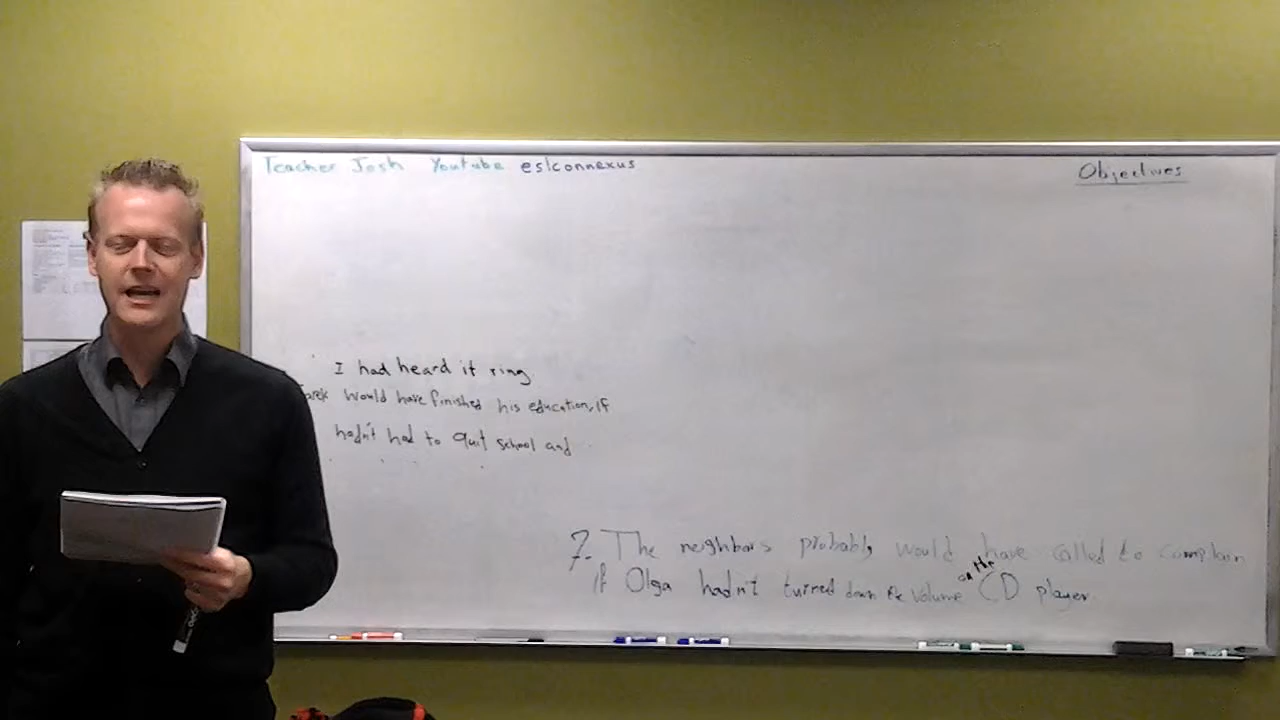 Teacher Josh Youtube eslconnexus
Objectives
I had heard it ring
would have finished his education, if
hadn't had to quit school and
7. The neighbors probably would have called to complain
if Olga hadn't turned down the volume on the CD player